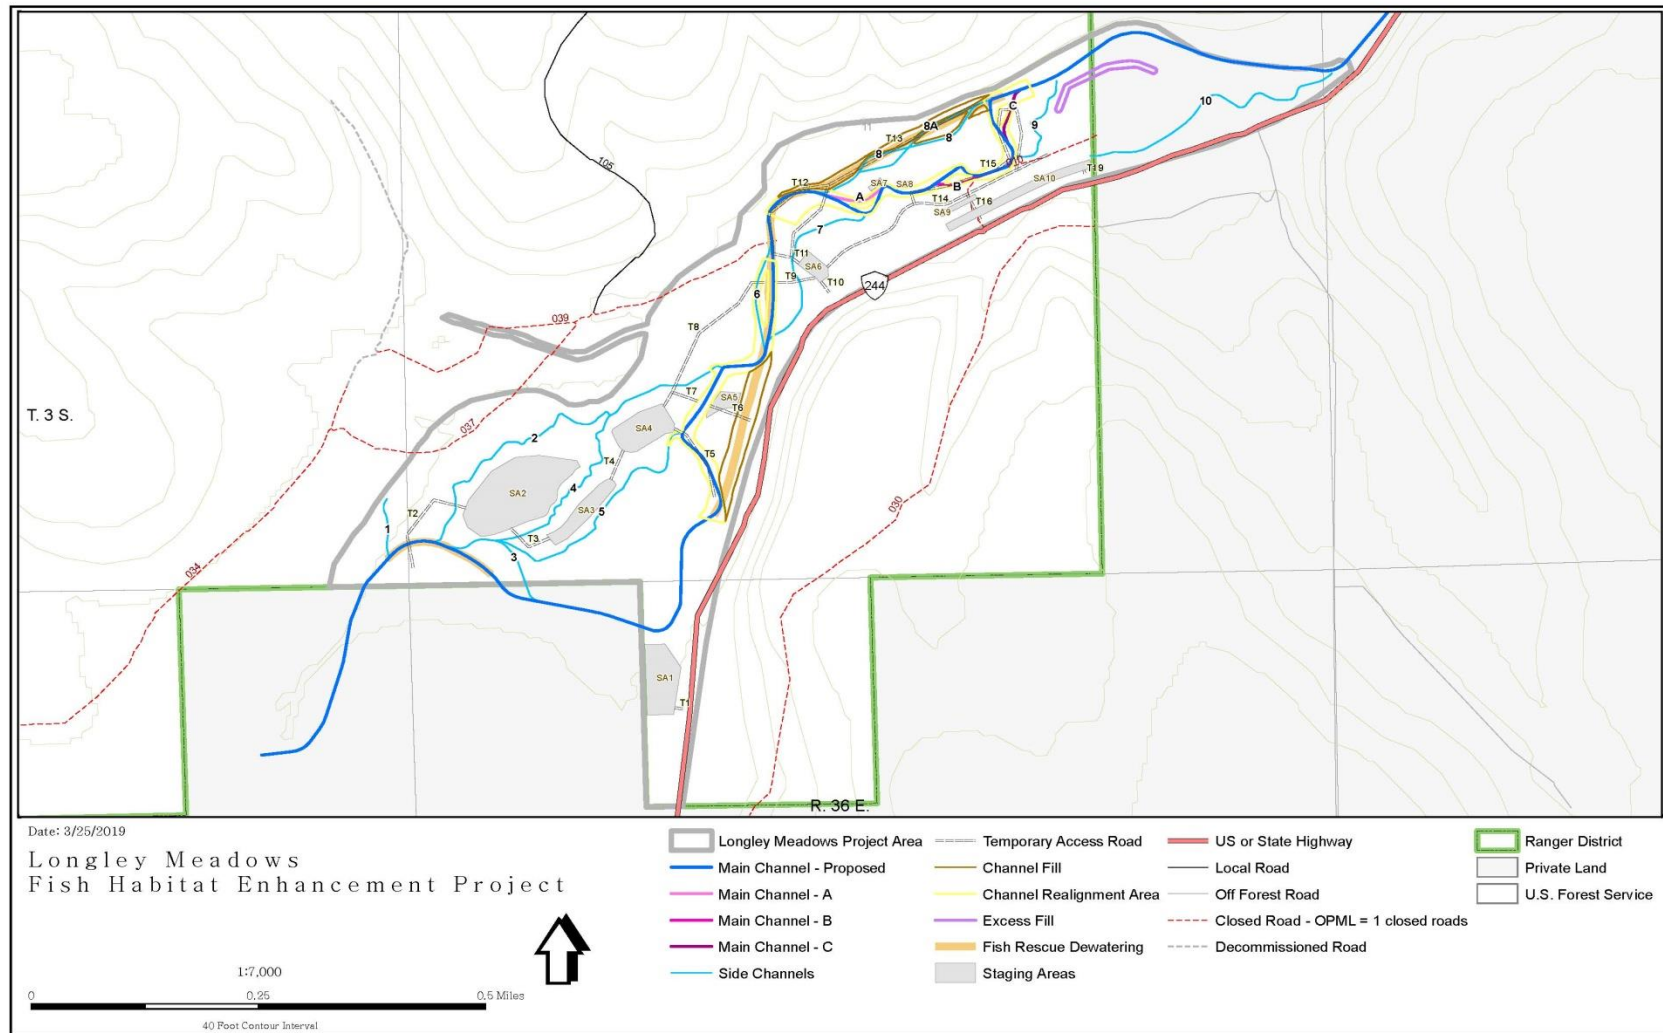 105
C
10
8A
T13
8
9
8
T15
010
T12
SA7
SA8
SA10
T19
B
A
T14
T16
SA9
7
T11
SA6
T9
T10
244
6
039
T8
T. 3 S.
T7
SA5
T6
037
2
SA4
T5
T4
SA2
4
030
SA3
5
T2
1
T3
3
034
SA1
T1
R. 36 E.
Date: 3/25/2019
Longley Meadows
Fish Habitat Enhancement Project
1:7,000
0 0.25 0.5 Miles
40 Foot Contour Interval
Longley Meadows Project Area
Main Channel - Proposed
Main Channel - A
Main Channel - B
Main Channel - C
Side Channels
Temporary Access Road
Channel Fill
Channel Realignment Area
Excess Fill
Fish Rescue Dewatering
Staging Areas
US or State Highway
Local Road
Off Forest Road
Closed Road - OPML = 1 closed roads
Decommissioned Road
Ranger District
Private Land
U.S. Forest Service